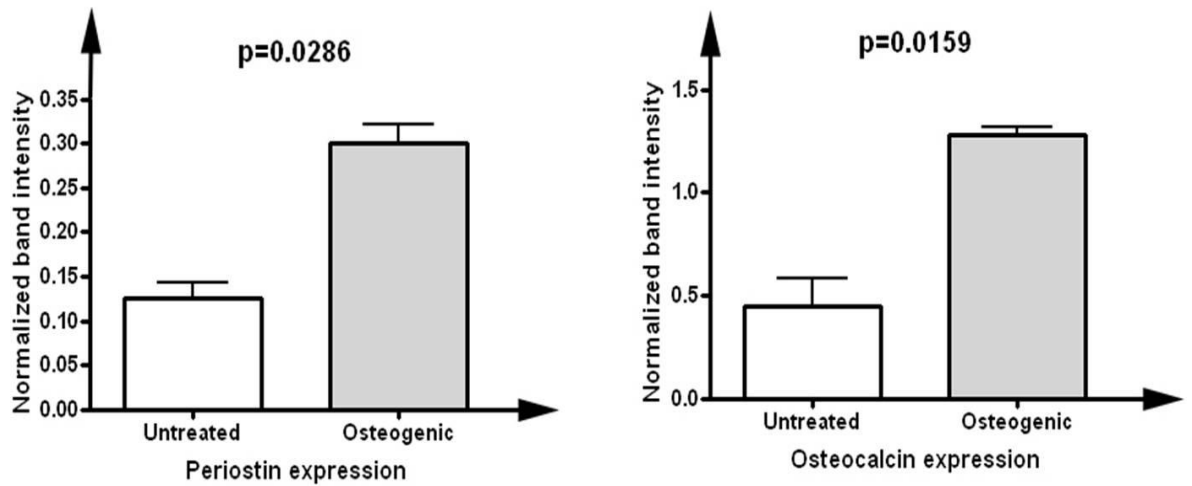 p=0.0286
Normalized band intensity
0.35
0.30
0.25
0.20
0.15
0.10
0.05
0.00
Untreated
Osteogenic
Periostin expression
p=0.0159
Normalized band intensity
1.5
1.0
0.5
0.0
Untreated
Osteogenic
Osteocalcin expression